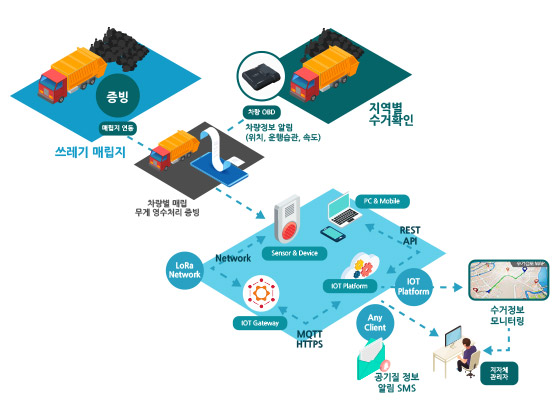 증빙
매립지 연동
쓰레기 매립지
차량 OBD
차량정보 알림
(위치, 운행습관, 속도)
지역별
수거확인
차량별 매립
무게 영수처리 증빙
PC & Mobile
Sensor & Device
REST
API
Network
LoRa
Network
IOT Platform
IOT
Platform
IOT Gateway
MQTT
HTTPS
Any
Client
수거정보
모니터링
공기질 정보
알림 SMS
지자체
관리자